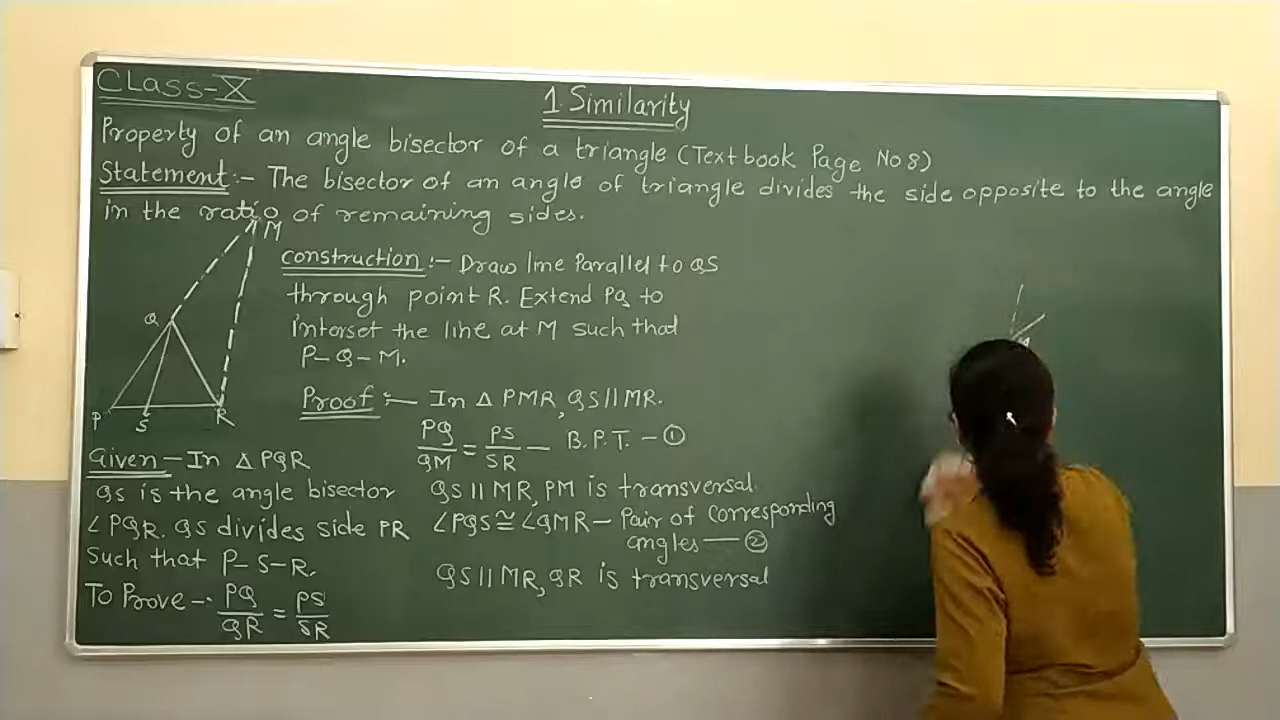 CLass-X
1. Similarity
Property of an angle bisector of a triangle (Textbook Page No 8)
Statement :- The bisector of an angle of triangle divides the side opposite to the angle
in the ratio of remaining sides.
M
Q
P
S
R
construction :- Draw line Parallel to QS
through point R. Extend PQ to
interset the line at M such that
P-Q-M.
Proof :- In △ PMR, QS || MR.
PQ/QM = PS/SR - B.P.T. - ①
QS || MR, PM is transversal.
∠PQS ≅ ∠QMR - Pair of corresponding
angles - ②
QS || MR, QR is transversal
Given - In △ PQR
QS is the angle bisector
∠PQR. QS divides side PR
Such that P-S-R.
To Prove - PQ/QR = PS/SR